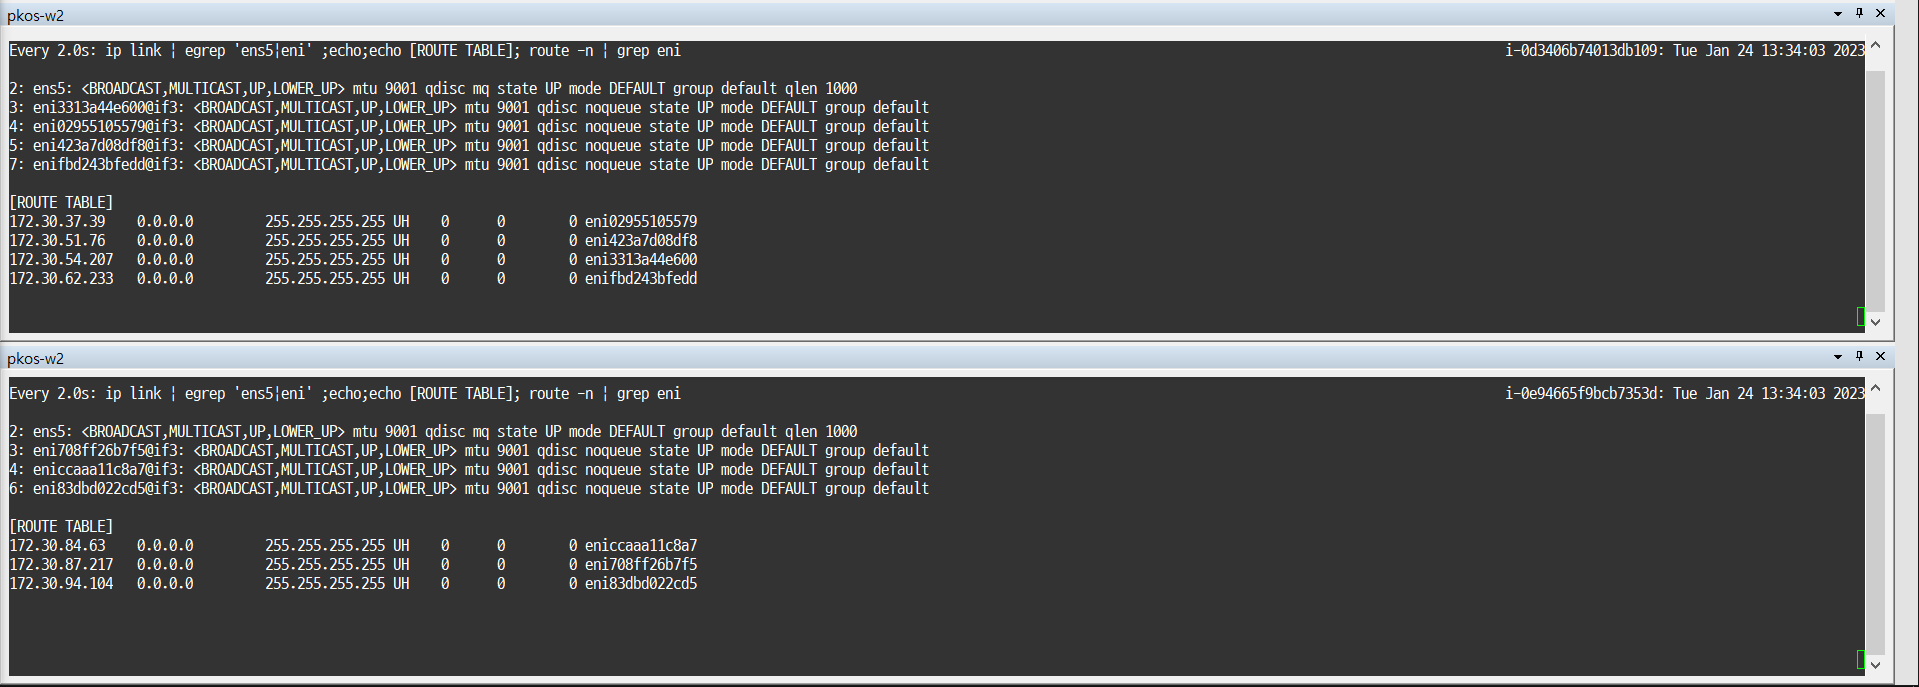 pkos-w2
Every 2.0s: ip link | egrep 'ens5|eni' ;echo;echo [ROUTE TABLE]; route -n | grep eni i-0d3406b74013db109: Tue Jan 24 13:34:03 2023
2: ens5: <BROADCAST,MULTICAST,UP,LOWER_UP> mtu 9001 qdisc mq state UP mode DEFAULT group default qlen 1000
3: eni3313a44e600@if3: <BROADCAST,MULTICAST,UP,LOWER_UP> mtu 9001 qdisc noqueue state UP mode DEFAULT group default
4: eni02955105579@if3: <BROADCAST,MULTICAST,UP,LOWER_UP> mtu 9001 qdisc noqueue state UP mode DEFAULT group default
5: eni423a7d08df8@if3: <BROADCAST,MULTICAST,UP,LOWER_UP> mtu 9001 qdisc noqueue state UP mode DEFAULT group default
7: enifbd243bfedd@if3: <BROADCAST,MULTICAST,UP,LOWER_UP> mtu 9001 qdisc noqueue state UP mode DEFAULT group default
[ROUTE TABLE]
172.30.37.39 0.0.0.0 255.255.255.255 UH 0 0 0 eni02955105579
172.30.51.76 0.0.0.0 255.255.255.255 UH 0 0 0 eni423a7d08df8
172.30.54.207 0.0.0.0 255.255.255.255 UH 0 0 0 eni3313a44e600
172.30.62.233 0.0.0.0 255.255.255.255 UH 0 0 0 enifbd243bfedd
pkos-w2
Every 2.0s: ip link | egrep 'ens5|eni' ;echo;echo [ROUTE TABLE]; route -n | grep eni i-0e94665f9bcb7353d: Tue Jan 24 13:34:03 2023
2: ens5: <BROADCAST,MULTICAST,UP,LOWER_UP> mtu 9001 qdisc mq state UP mode DEFAULT group default qlen 1000
3: eni708ff26b7f5@if3: <BROADCAST,MULTICAST,UP,LOWER_UP> mtu 9001 qdisc noqueue state UP mode DEFAULT group default
4: eniccaaa11c8a7@if3: <BROADCAST,MULTICAST,UP,LOWER_UP> mtu 9001 qdisc noqueue state UP mode DEFAULT group default
6: eni83dbd022cd5@if3: <BROADCAST,MULTICAST,UP,LOWER_UP> mtu 9001 qdisc noqueue state UP mode DEFAULT group default
[ROUTE TABLE]
172.30.84.63 0.0.0.0 255.255.255.255 UH 0 0 0 eniccaaa11c8a7
172.30.87.217 0.0.0.0 255.255.255.255 UH 0 0 0 eni708ff26b7f5
172.30.94.104 0.0.0.0 255.255.255.255 UH 0 0 0 eni83dbd022cd5